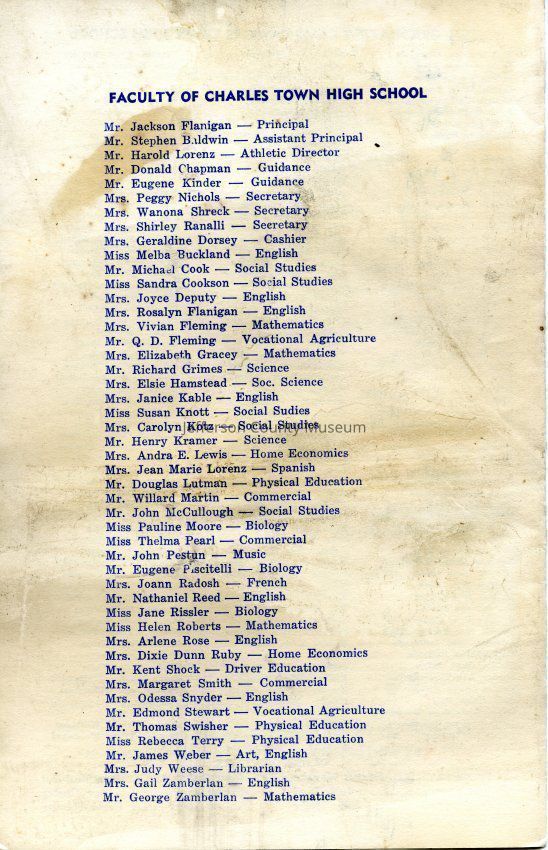 FACULTY OF CHARLES TOWN HIGH SCHOOL
Mr. Jackson Flanigan — Principal
Mr. Stephen Baldwin — Assistant Principal
Mr. Harold Lorenz — Athletic Director
Mr. Donald Chapman — Guidance
Mr. Eugene Kinder — Guidance
Mrs. Peggy Nichols — Secretary
Mrs. Wanona Shreck — Secretary
Mrs. Shirley Ranalli — Secretary
Mrs. Geraldine Dorsey — Cashier
Miss Melba Buckland — English
Mr. Michael Cook — Social Studies
Miss Sandra Cookson — Social Studies
Mrs. Joyce Deputy — English
Mrs. Rosalyn Flanigan — English
Mrs. Vivian Fleming — Mathematics
Mr. Q. D. Fleming — Vocational Agriculture
Mrs. Elizabeth Gracey — Mathematics
Mr. Richard Grimes — Science
Mrs. Elsie Hamstead — Soc. Science
Mrs. Janice Kable — English
Miss Susan Knott — Social Sudies
Mrs. Carolyn Kotz — Social Studies
Jefferson County Museum
Mr. Henry Kramer — Science
Mrs. Andra E. Lewis — Home Economics
Mrs. Jean Marie Lorenz — Spanish
Mr. Douglas Lutman — Physical Education
Mr. Willard Martin — Commercial
Mr. John McCullough — Social Studies
Miss Pauline Moore — Biology
Miss Thelma Pearl — Commercial
Mr. John Pestun — Music
Mr. Eugene Piscitelli — Biology
Mrs. Joann Radosh — French
Mr. Nathaniel Reed — English
Miss Jane Rissler — Biology
Miss Helen Roberts — Mathematics
Mrs. Arlene Rose — English
Mrs. Dixie Dunn Ruby — Home Economics
Mr. Kent Shock — Driver Education
Mrs. Margaret Smith — Commercial
Mrs. Odessa Snyder — English
Mr. Edmond Stewart — Vocational Agriculture
Mr. Thomas Swisher — Physical Education
Miss Rebecca Terry — Physical Education
Mr. James Weber — Art, English
Mrs. Judy Weese — Librarian
Mrs. Gail Zamberlan — English
Mr. George Zamberlan — Mathematics